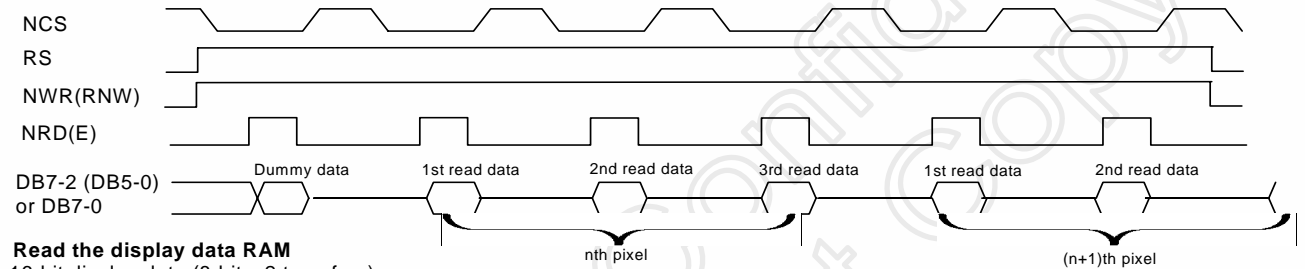 NCS
RS
NWR(RNW)
NRD(E)
Dummy data 1st read data 2nd read data 3rd read data 1st read data 2nd read data
DB7-2 (DB5-0)
or DB7-0
nth pixel (n+1)th pixel
Read the display data RAM